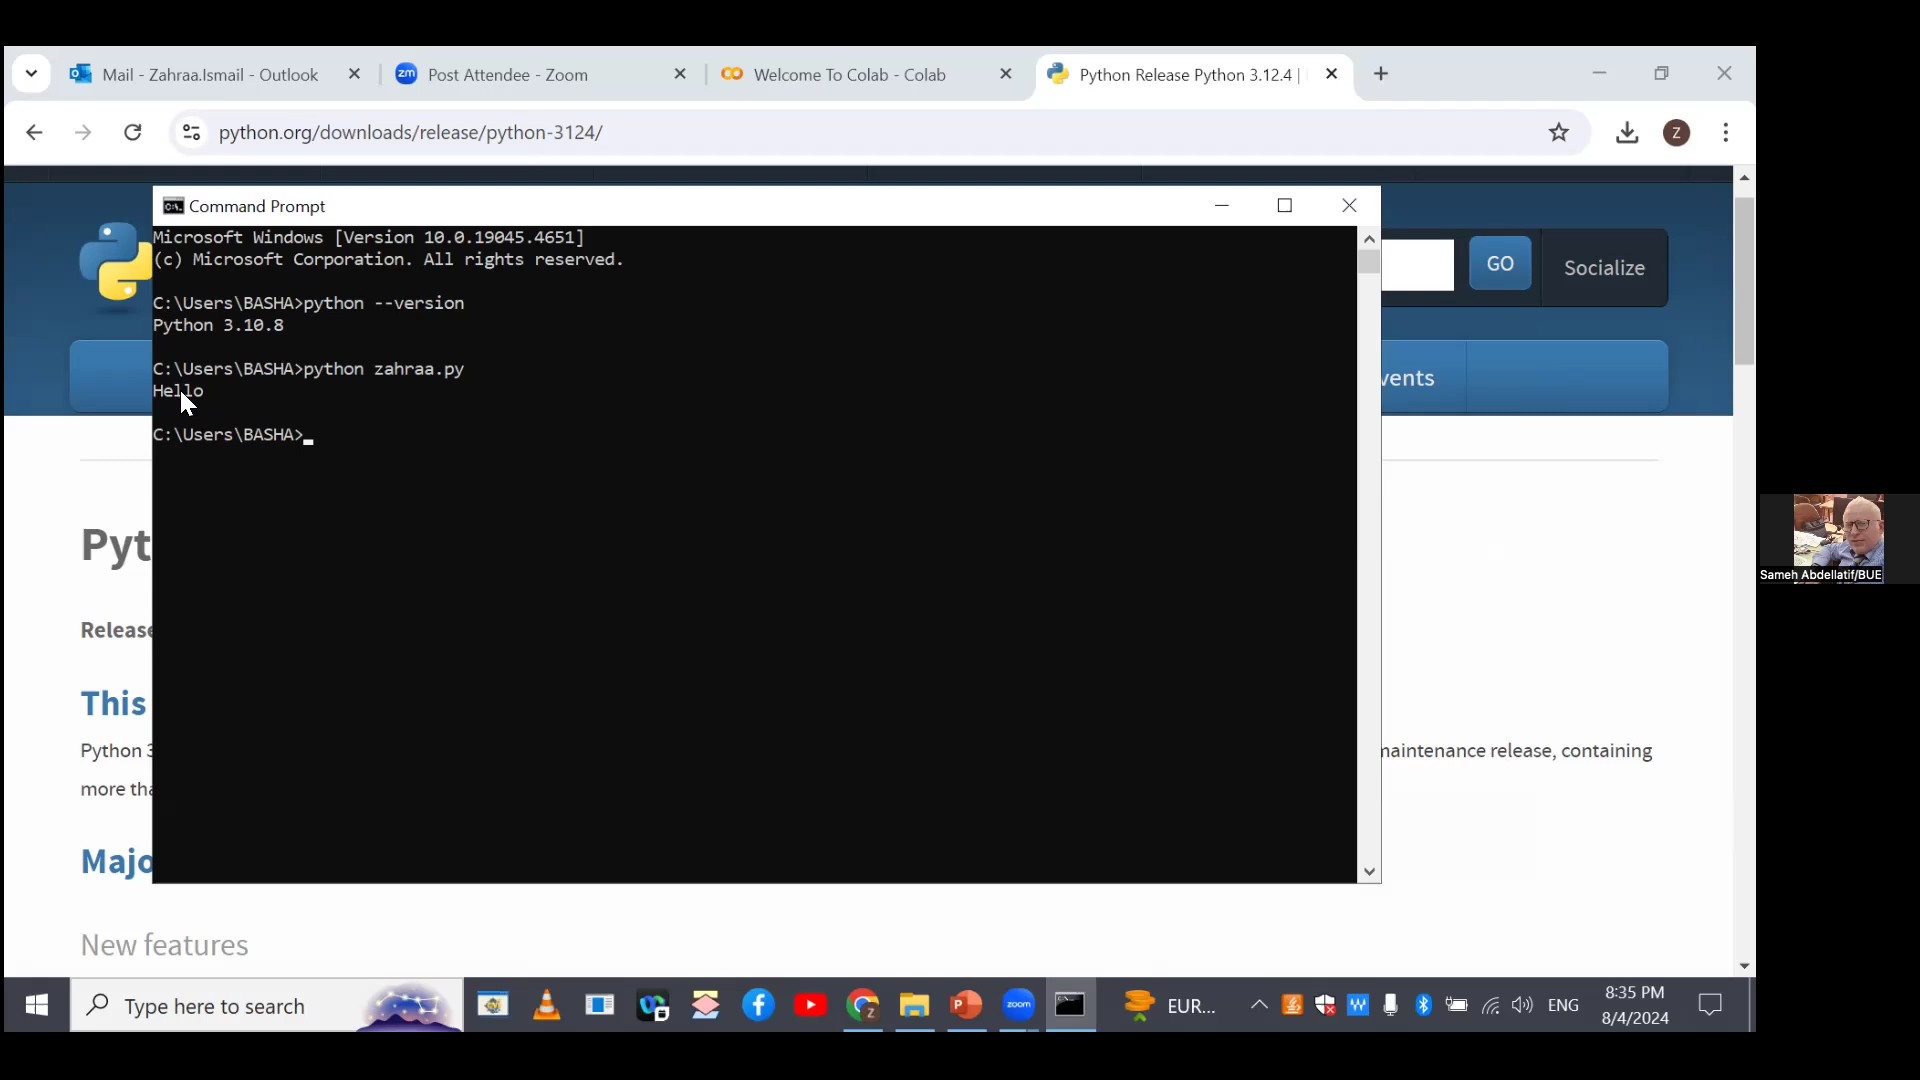 Mail - Zahraa.Ismail - Outlook
zm Post Attendee - Zoom
Welcome To Colab - Colab
Python Release Python 3.12.4 |
python.org/downloads/release/python-3124/
Z
Command Prompt
Microsoft Windows [Version 10.0.19045.4651]
(c) Microsoft Corporation. All rights reserved.
C:\Users\BASHA>python --version
Python 3.10.8
C:\Users\BASHA>python zahraa.py
Hello
C:\Users\BASHA>
GO
Socialize
vents
Pyt
Release
This
Python 3
maintenance release, containing
more tha
Majo
New features
Sameh Abdellatif/BUE
Type here to search
zoom
EUR...
ENG
8:35 PM
8/4/2024